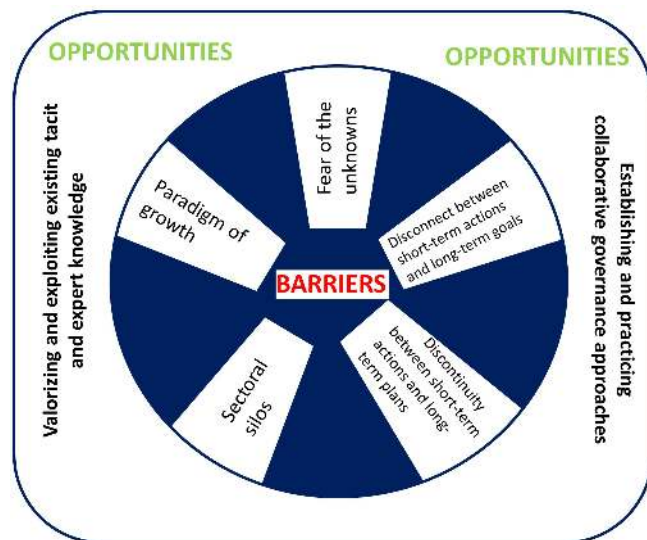 OPPORTUNITIES
OPPORTUNITIES
Valorizing and exploiting existing tacit
and expert knowledge
Paradigm of
growth
Fear of the
unknowns
Disconnect between
short-term actions
and long-term goals
BARRIERS
Sectoral
silos
Discontinuity
between short-term
actions and long-
term plans
Establishing and practicing
collaborative governance approaches